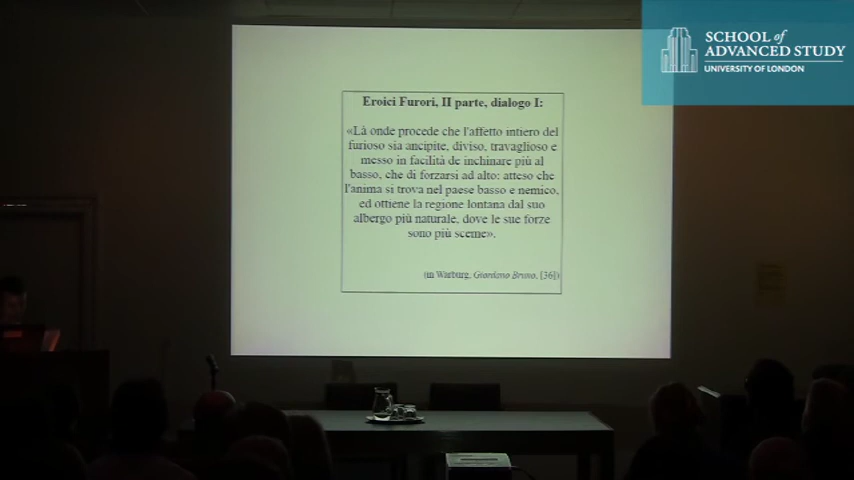 SCHOOL of
ADVANCED STUDY
UNIVERSITY OF LONDON
Eroici Furori, II parte, dialogo I:
«Là onde procede che l'affetto intiero del
furioso sia ancipite, diviso, travaglioso e
messo in facilità de inchinare più al
basso, che di forzarsi ad alto: atteso che
l'anima si trova nel paese basso e nemico,
ed ottiene la regione lontana dal suo
albergo più naturale, dove le sue forze
sono più sceme».
(in Warburg, Giordano Bruno, [36])